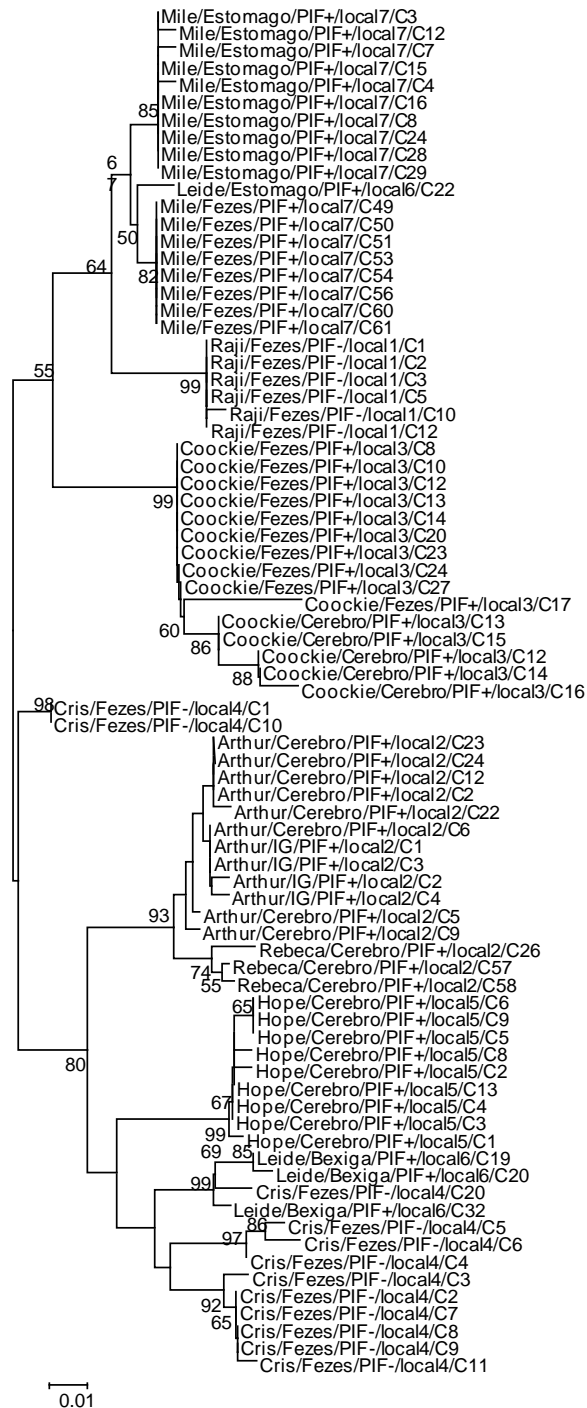 Mile/Estomago/PIF+/local7/C3
Mile/Estomago/PIF+/local7/C12
Mile/Estomago/PIF+/local7/C7
Mile/Estomago/PIF+/local7/C15
Mile/Estomago/PIF+/local7/C4
Mile/Estomago/PIF+/local7/C16
85
Mile/Estomago/PIF+/local7/C8
Mile/Estomago/PIF+/local7/C24
Mile/Estomago/PIF+/local7/C28
6
7
Mile/Estomago/PIF+/local7/C29
Leide/Estomago/PIF+/local6/C22
Mile/Fezes/PIF+/local7/C49
Mile/Fezes/PIF+/local7/C50
50
Mile/Fezes/PIF+/local7/C51
Mile/Fezes/PIF+/local7/C53
64
82
Mile/Fezes/PIF+/local7/C54
Mile/Fezes/PIF+/local7/C56
Mile/Fezes/PIF+/local7/C60
Mile/Fezes/PIF+/local7/C61
Raji/Fezes/PIF-/local1/C1
Raji/Fezes/PIF-/local1/C2
55
Raji/Fezes/PIF-/local1/C3
99
Raji/Fezes/PIF-/local1/C5
Raji/Fezes/PIF-/local1/C10
Raji/Fezes/PIF-/local1/C12
Coockie/Fezes/PIF+/local3/C8
Coockie/Fezes/PIF+/local3/C10
Coockie/Fezes/PIF+/local3/C12
99
Coockie/Fezes/PIF+/local3/C13
Coockie/Fezes/PIF+/local3/C14
Coockie/Fezes/PIF+/local3/C20
Coockie/Fezes/PIF+/local3/C23
Coockie/Fezes/PIF+/local3/C24
Coockie/Fezes/PIF+/local3/C27
Coockie/Fezes/PIF+/local3/C17
60
Coockie/Cerebro/PIF+/local3/C13
86
Coockie/Cerebro/PIF+/local3/C15
Coockie/Cerebro/PIF+/local3/C12
88
Coockie/Cerebro/PIF+/local3/C14
Coockie/Cerebro/PIF+/local3/C16
98
Cris/Fezes/PIF-/local4/C1
Cris/Fezes/PIF-/local4/C10
Arthur/Cerebro/PIF+/local2/C23
Arthur/Cerebro/PIF+/local2/C24
Arthur/Cerebro/PIF+/local2/C12
Arthur/Cerebro/PIF+/local2/C2
Arthur/Cerebro/PIF+/local2/C22
Arthur/Cerebro/PIF+/local2/C6
Arthur/IG/PIF+/local2/C1
Arthur/IG/PIF+/local2/C3
Arthur/IG/PIF+/local2/C2
Arthur/IG/PIF+/local2/C4
93
Arthur/Cerebro/PIF+/local2/C5
Arthur/Cerebro/PIF+/local2/C9
Rebeca/Cerebro/PIF+/local2/C26
74
Rebeca/Cerebro/PIF+/local2/C57
55
Rebeca/Cerebro/PIF+/local2/C58
65
Hope/Cerebro/PIF+/local5/C6
Hope/Cerebro/PIF+/local5/C9
Hope/Cerebro/PIF+/local5/C5
80
Hope/Cerebro/PIF+/local5/C8
Hope/Cerebro/PIF+/local5/C2
Hope/Cerebro/PIF+/local5/C13
67
Hope/Cerebro/PIF+/local5/C4
Hope/Cerebro/PIF+/local5/C3
99
Hope/Cerebro/PIF+/local5/C1
69
85
Leide/Bexiga/PIF+/local6/C19
Leide/Bexiga/PIF+/local6/C20
99
Cris/Fezes/PIF-/local4/C20
Leide/Bexiga/PIF+/local6/C32
86
Cris/Fezes/PIF-/local4/C5
97
Cris/Fezes/PIF-/local4/C6
Cris/Fezes/PIF-/local4/C4
Cris/Fezes/PIF-/local4/C3
92
Cris/Fezes/PIF-/local4/C2
Cris/Fezes/PIF-/local4/C7
65
Cris/Fezes/PIF-/local4/C8
Cris/Fezes/PIF-/local4/C9
Cris/Fezes/PIF-/local4/C11
0.01